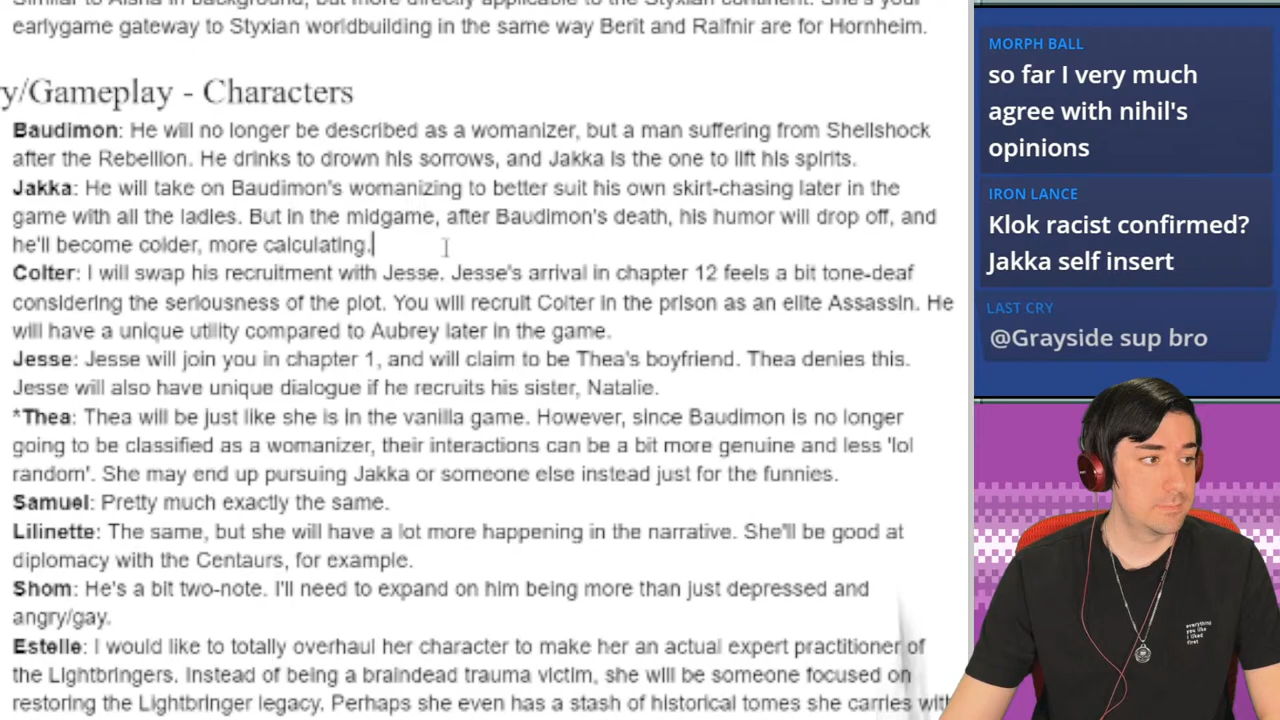 Similar to Aisha in background, but more directly applicable to the Styxian continent. She's your
earlygame gateway to Styxian worldbuilding in the same way Berit and Ralfnir are for Hornheim.
y/Gameplay - Characters
Baudimon: He will no longer be described as a womanizer, but a man suffering from Shellshock
after the Rebellion. He drinks to drown his sorrows, and Jakka is the one to lift his spirits.
Jakka: He will take on Baudimon's womanizing to better suit his own skirt-chasing later in the
game with all the ladies. But in the midgame, after Baudimon's death, his humor will drop off, and
he'll become colder, more calculating.
Colter: I will swap his recruitment with Jesse. Jesse's arrival in chapter 12 feels a bit tone-deaf
considering the seriousness of the plot. You will recruit Colter in the prison as an elite Assassin. He
will have a unique utility compared to Aubrey later in the game.
Jesse: Jesse will join you in chapter 1, and will claim to be Thea's boyfriend. Thea denies this.
Jesse will also have unique dialogue if he recruits his sister, Natalie.
*Thea: Thea will be just like she is in the vanilla game. However, since Baudimon is no longer
going to be classified as a womanizer, their interactions can be a bit more genuine and less 'lol
random'. She may end up pursuing Jakka or someone else instead just for the funnies.
Samuel: Pretty much exactly the same.
Lilinette: The same, but she will have a lot more happening in the narrative. She'll be good at
diplomacy with the Centaurs, for example.
Shom: He's a bit two-note. I'll need to expand on him being more than just depressed and
angry/gay.
Estelle: I would like to totally overhaul her character to make her an actual expert practitioner of
the Lightbringers. Instead of being a braindead trauma victim, she will be someone focused on
restoring the Lightbringer legacy. Perhaps she even has a stash of historical tomes she carries with
MORPH BALL
so far I very much
agree with nihil's
opinions
IRON LANCE
Klok racist confirmed?
Jakka self insert
LAST CRY
@Grayside sup bro
everything
you like
I liked
first